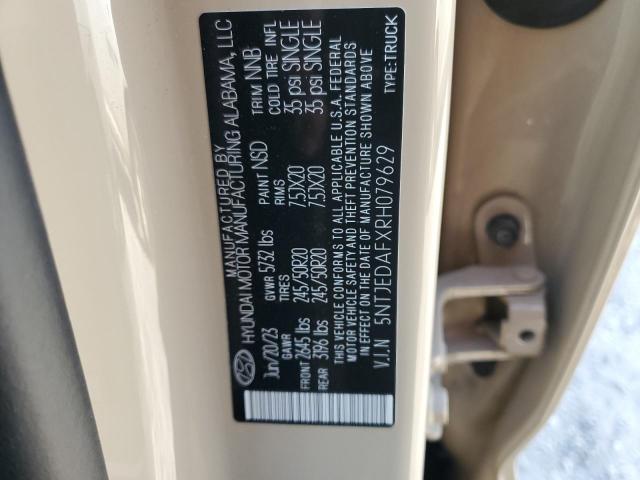 MANUFACTURED BY
HYUNDAI MOTOR MANUFACTURING ALABAMA, LLC
Jun/20/23 GVWR 5732 lbs PAINT NSD TRIM NNB
GAWR TIRES RIMS COLD TIRE INFL
FRONT 2645 lbs 245/50R20 7.5JX20 35 psi SINGLE
REAR 3196 lbs 245/50R20 7.5JX20 35 psi SINGLE
THIS VEHICLE CONFORMS TO ALL APPLICABLE U.S.A. FEDERAL
MOTOR VEHICLE SAFETY AND THEFT PREVENTION STANDARDS
IN EFFECT ON THE DATE OF MANUFACTURE SHOWN ABOVE
V.I.N 5NTJEDAFXRH079629 TYPE:TRUCK